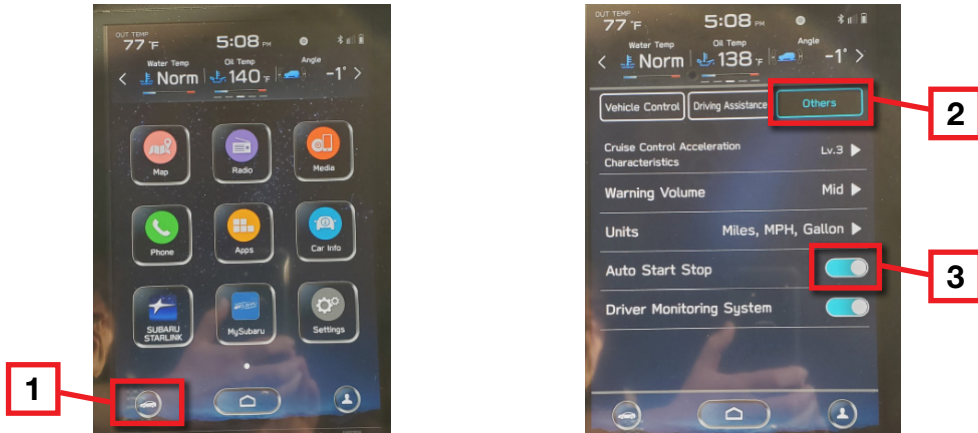 OUT TEMP
77°F
5:08 PM
Water Temp
Oil Temp
Angle
Norm
140°F
-1°
Map
Radio
Media
Phone
Apps
Car Info
SUBARU
STARLINK
MySubaru
Settings
1
OUT TEMP
77°F
5:08 PM
Water Temp
Oil Temp
Angle
Norm
138°F
-1°
Vehicle Control
Driving Assistance
Others
2
Cruise Control Acceleration
Characteristics
Lv.3
Warning Volume
Mid
Units
Miles, MPH, Gallon
Auto Start Stop
3
Driver Monitoring System